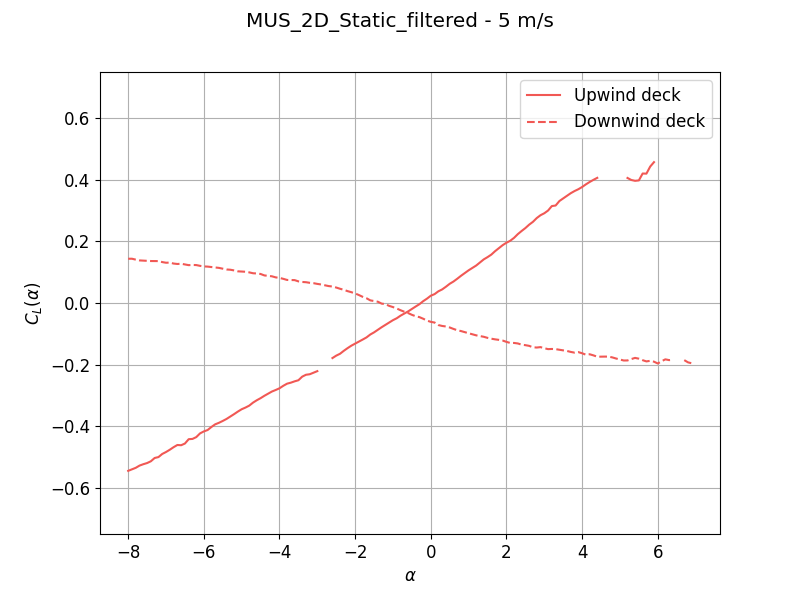 MUS_2D_Static_filtered - 5 m/s
Upwind deck
Downwind deck
0.6
0.4
0.2
0.0
−0.2
−0.4
−0.6
C_L(α)
−8 −6 −4 −2 0 2 4 6
α